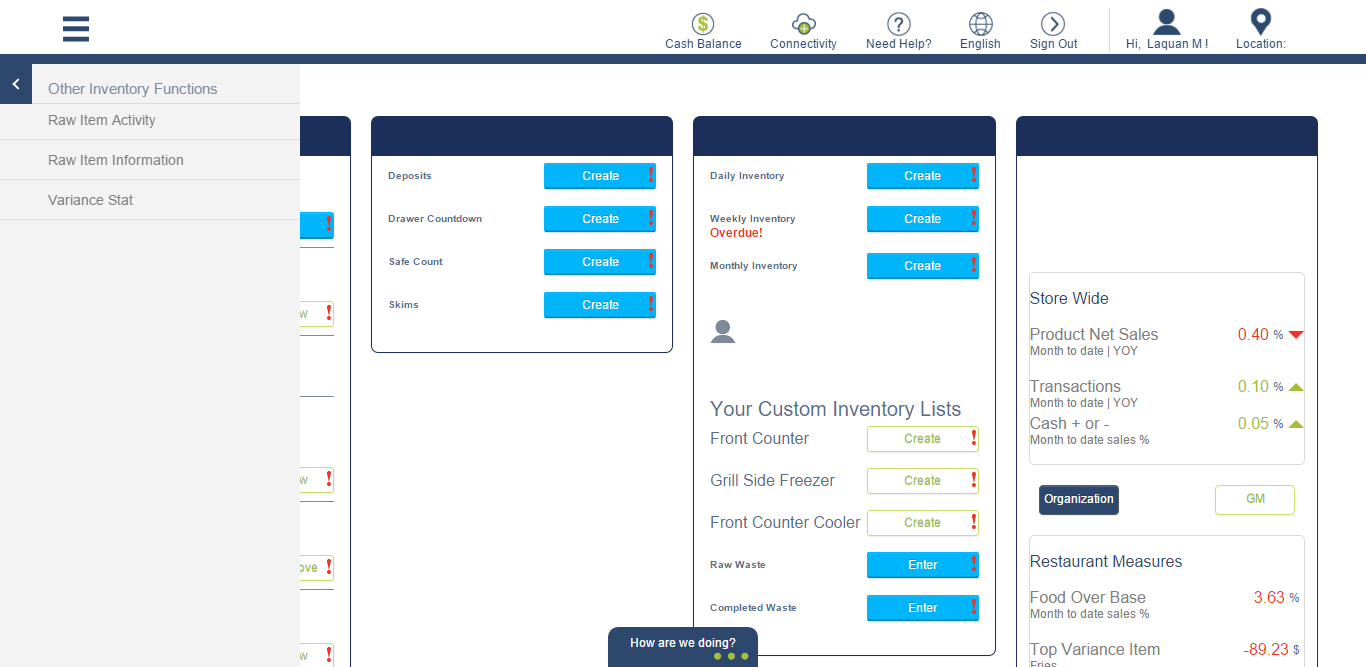 Cash Balance
Connectivity
Need Help?
English
Sign Out
Hi, Laquan M !
Location:
Other Inventory Functions
Raw Item Activity
Raw Item Information
Variance Stat
Deposits
Create
Drawer Countdown
Create
Safe Count
Create
Skims
Create
Daily Inventory
Create
Weekly Inventory
Overdue!
Create
Monthly Inventory
Create
Your Custom Inventory Lists
Front Counter
Create
Grill Side Freezer
Create
Front Counter Cooler
Create
Raw Waste
Enter
Completed Waste
Enter
Store Wide
Product Net Sales
0.40 %
Month to date | YOY
Transactions
0.10 %
Month to date | YOY
Cash + or -
0.05 %
Month to date sales %
Organization
GM
Restaurant Measures
Food Over Base
3.63 %
Month to date sales %
Top Variance Item
-89.23 $
Fries
How are we doing?